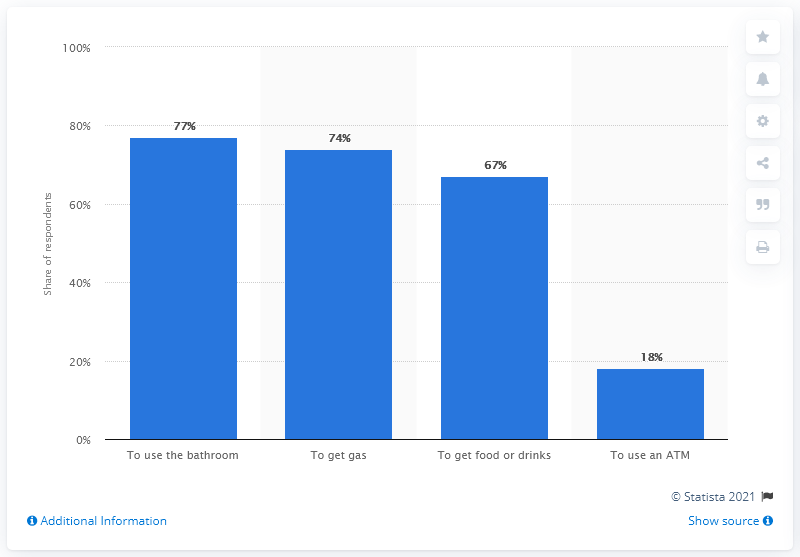 100%
80%
60%
40%
20%
0%
Share of respondents
77%
74%
67%
18%
To use the bathroom
To get gas
To get food or drinks
To use an ATM
© Statista 2021
Additional Information
Show source